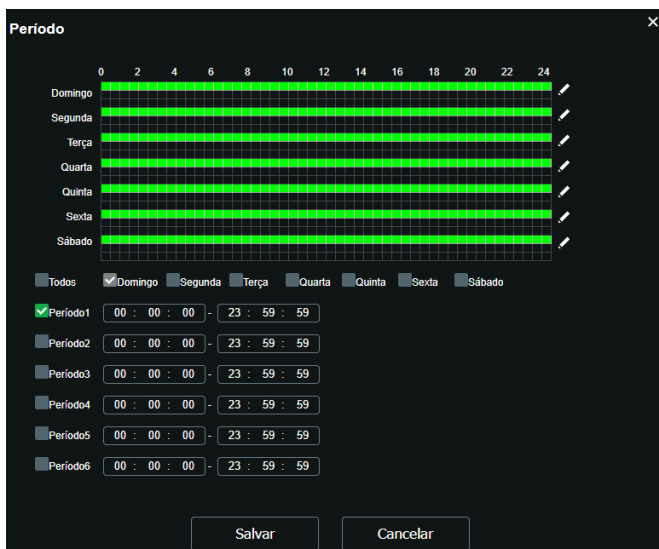 Período
0 2 4 6 8 10 12 14 16 18 20 22 24
Domingo
Segunda
Terça
Quarta
Quinta
Sexta
Sábado
Todos Domingo Segunda Terça Quarta Quinta Sexta Sábado
Período1 00 : 00 : 00 - 23 : 59 : 59
Período2 00 : 00 : 00 - 23 : 59 : 59
Período3 00 : 00 : 00 - 23 : 59 : 59
Período4 00 : 00 : 00 - 23 : 59 : 59
Período5 00 : 00 : 00 - 23 : 59 : 59
Período6 00 : 00 : 00 - 23 : 59 : 59
Salvar Cancelar